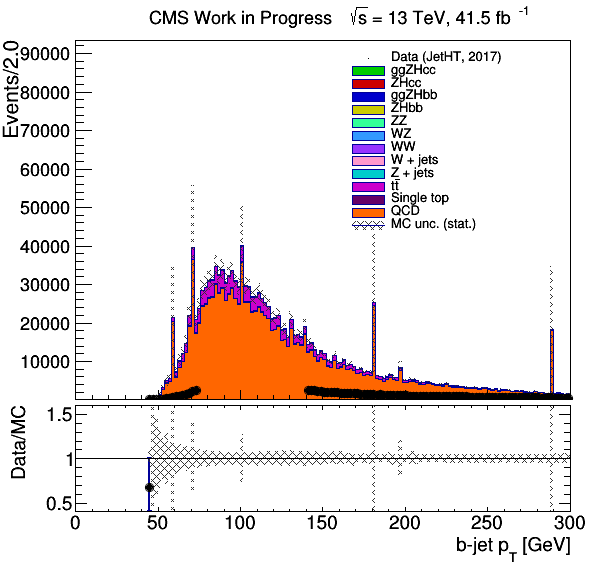 CMS Work in Progress √s = 13 TeV, 41.5 fb⁻¹
Events/2.0
90000
80000
70000
60000
50000
40000
30000
20000
10000
Data (JetHT, 2017)
ggZHcc
ZHcc
ggZHbb
ZHbb
ZZ
WZ
WW
W + jets
Z + jets
tt̄
Single top
QCD
MC unc. (stat.)
Data/MC
1.5
1
0.5
0 50 100 150 200 250 300
b-jet p_T [GeV]